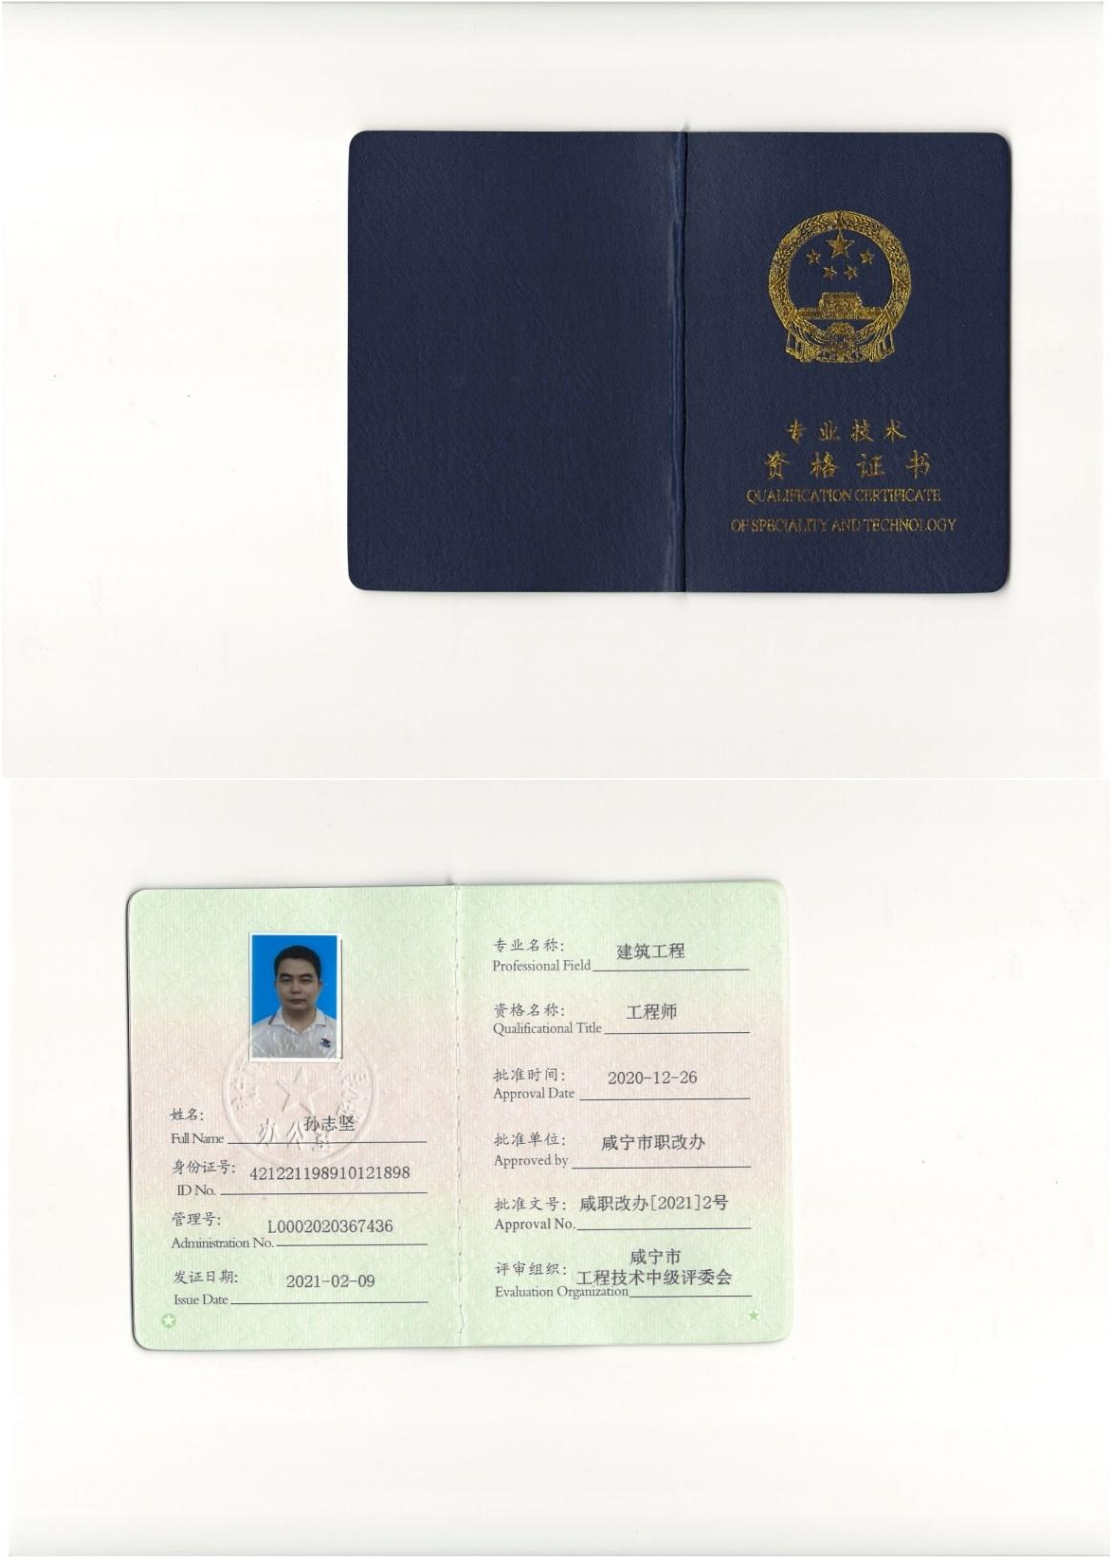 专业技术
资格证书
QUALIFICATION CERTIFICATE
OF SPECIALITY AND TECHNOLOGY
姓名: 孙志坚
Full Name
身份证号: 421221198910121898
ID No.
管理号: L0002020367436
Administration No.
发证日期: 2021-02-09
Issue Date
专业名称: 建筑工程
Professional Field
资格名称: 工程师
Qualificational Title
批准时间: 2020-12-26
Approval Date
批准单位: 咸宁市职改办
Approved by
批准文号: 咸职改办[2021]2号
Approval No.
咸宁市
评审组织: 工程技术中级评委会
Evaluation Organization